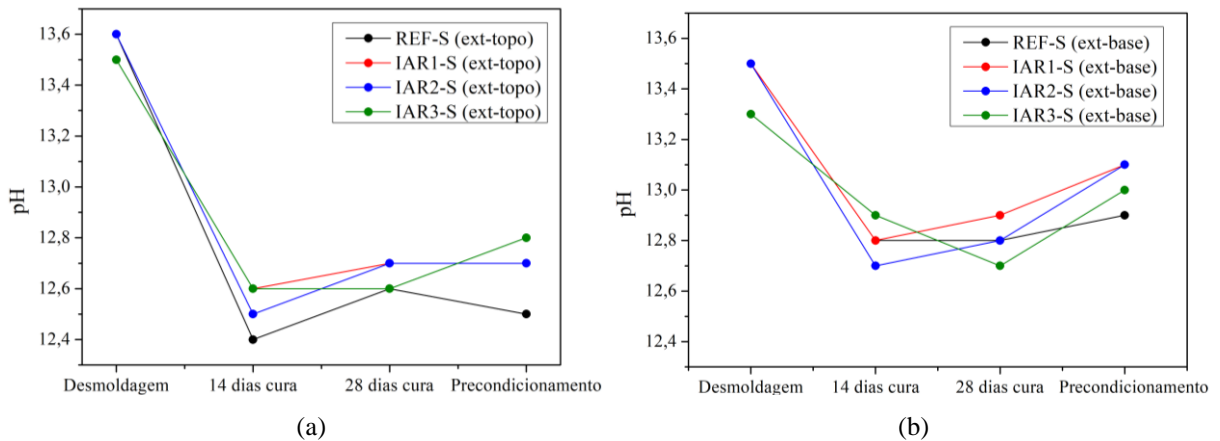 13,6
13,4
13,2
13,0
12,8
12,6
12,4
pH
REF-S (ext-topo)
IAR1-S (ext-topo)
IAR2-S (ext-topo)
IAR3-S (ext-topo)
Desmoldagem 14 dias cura 28 dias cura Precondicionamento
(a)
13,6
13,4
13,2
13,0
12,8
12,6
12,4
pH
REF-S (ext-base)
IAR1-S (ext-base)
IAR2-S (ext-base)
IAR3-S (ext-base)
Desmoldagem 14 dias cura 28 dias cura Precondicionamento
(b)